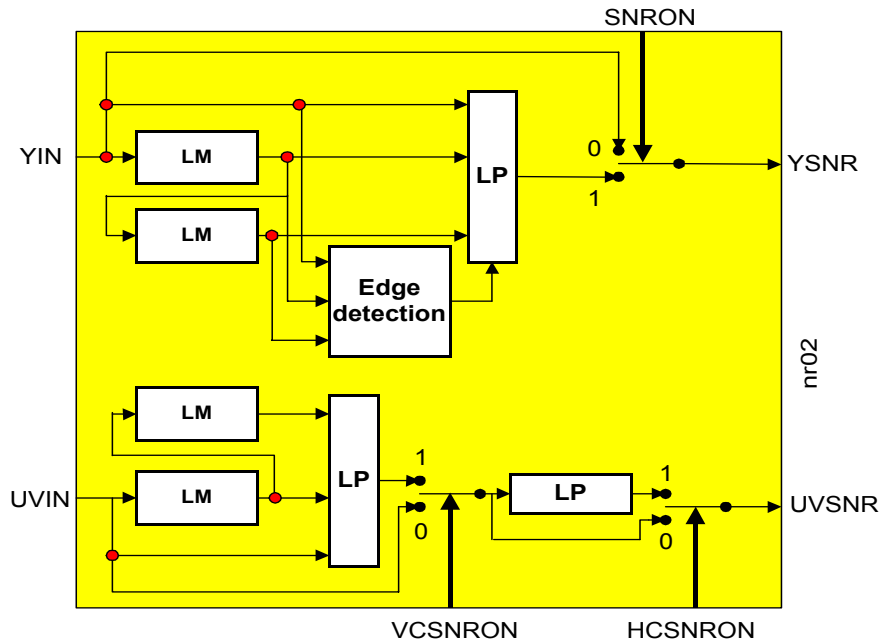 SNRON
YIN
LM
LM
LP
0
1
YSNR
Edge
detection
nr02
LM
UVIN
LM
LP
1
0
LP
1
0
UVSNR
VCSNRON
HCSNRON